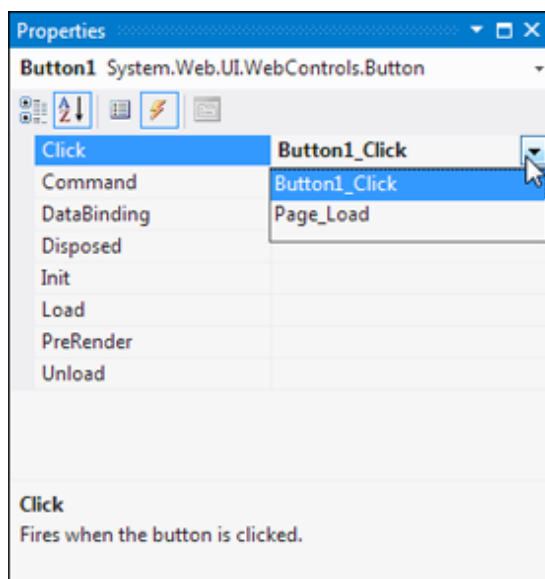 Properties
Button1 System.Web.UI.WebControls.Button
A
Z
Click Button1_Click
Command Button1_Click
DataBinding Page_Load
Disposed
Init
Load
PreRender
Unload
Click
Fires when the button is clicked.